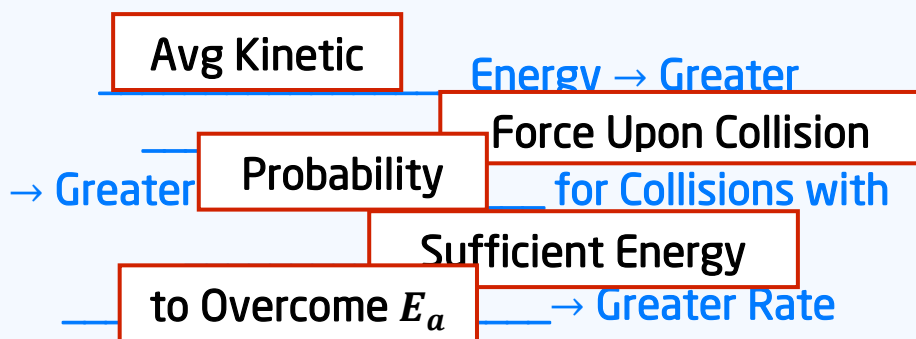 Avg Kinetic Energy → Greater
Force Upon Collision
→ Greater Probability for Collisions with
Sufficient Energy
to Overcome Eₐ → Greater Rate